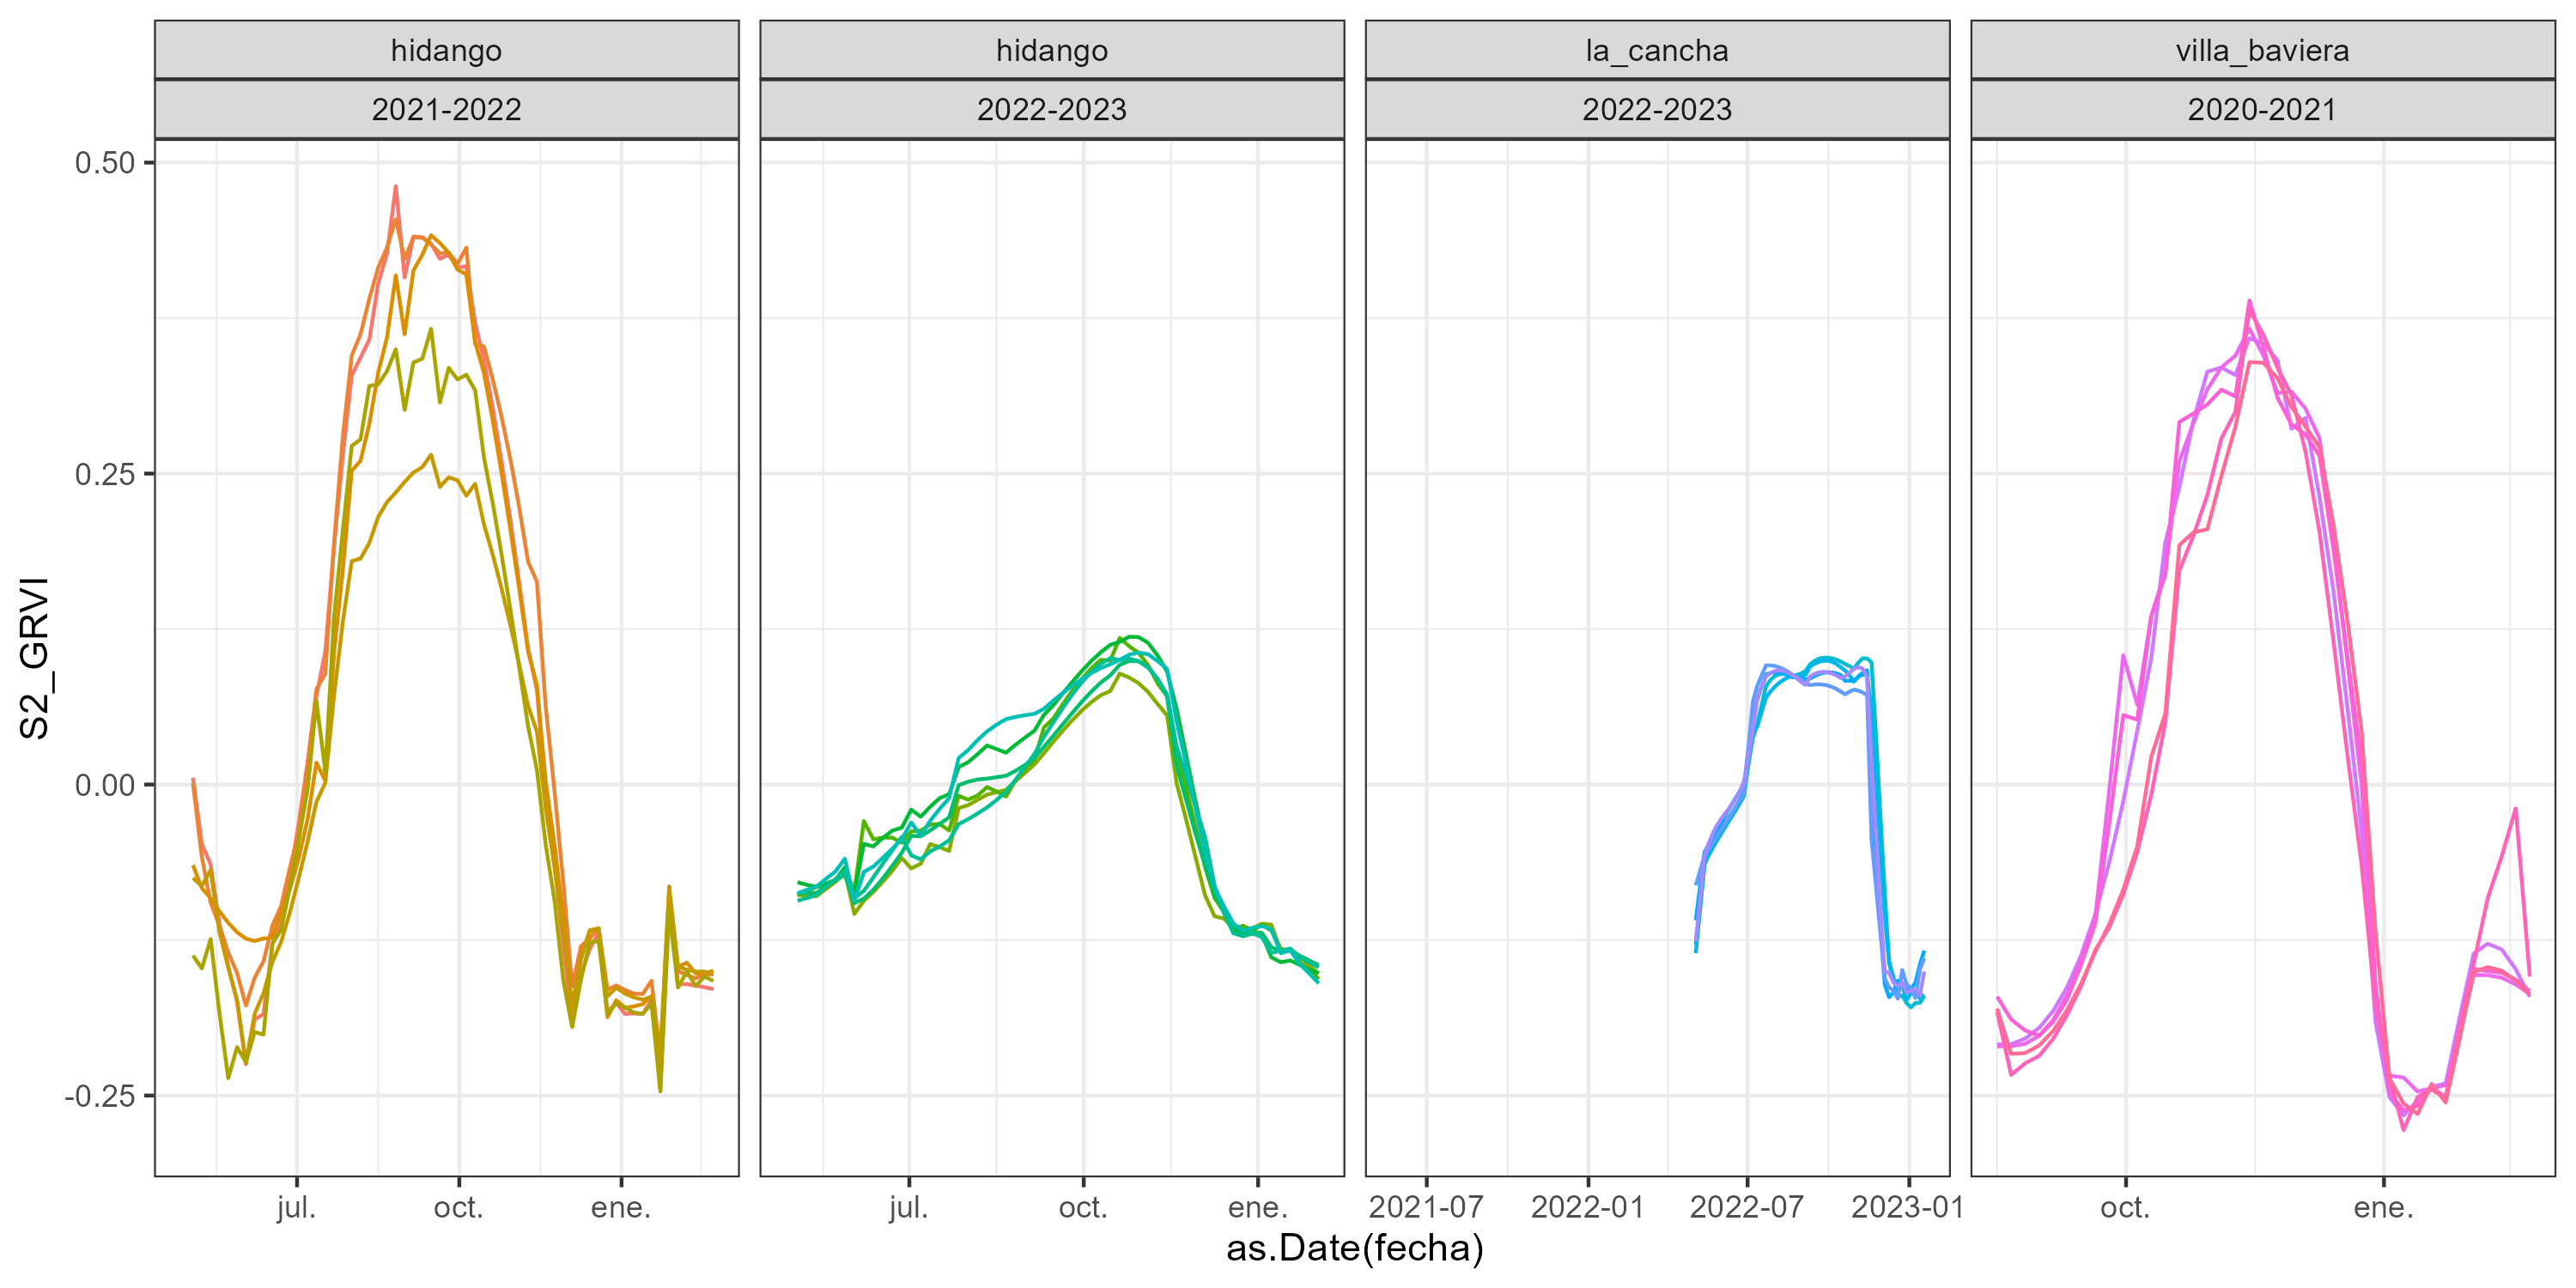 hidango hidango la_cancha villa_baviera
2021-2022 2022-2023 2022-2023 2020-2021
0.50
0.25
0.00
-0.25
S2_GRVI
jul. oct. ene. jul. oct. ene. 2021-07 2022-01 2022-07 2023-01 oct. ene.
as.Date(fecha)